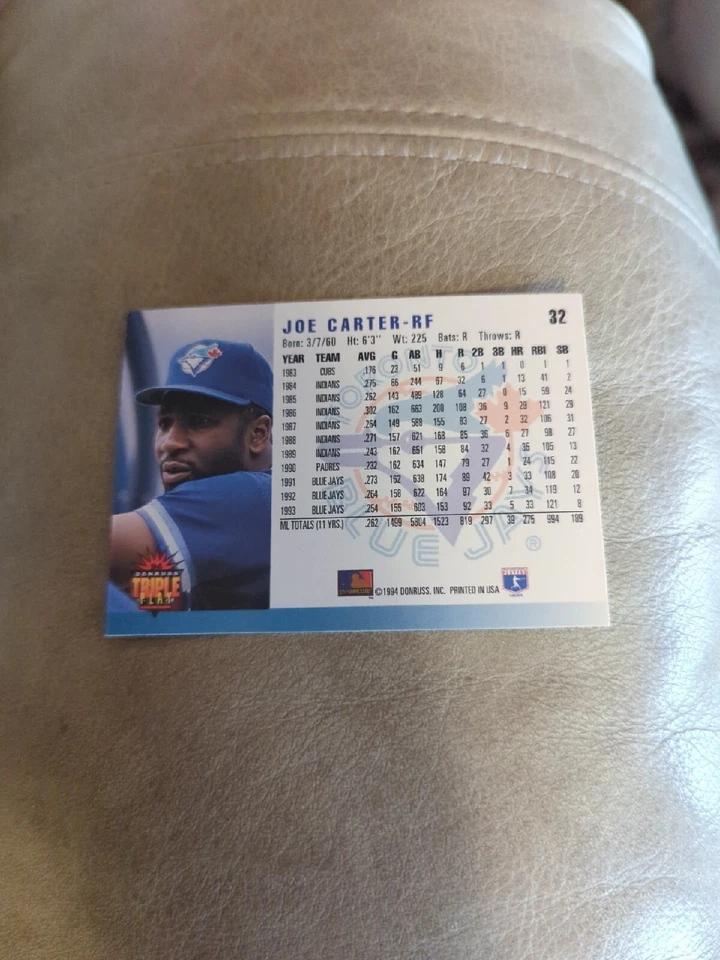 JOE CARTER-RF 32
Born: 3/7/60 Ht: 6'3" Wt: 225 Bats: R Throws: R
YEAR TEAM AVG G AB H R 2B 3B HR RBI SB
1983 CUBS .176 23 51 9 6 1 1 0 1 1
1984 INDIANS .275 66 244 67 32 6 1 13 41 2
1985 INDIANS .262 143 489 128 64 27 0 15 59 24
1986 INDIANS .302 162 663 200 108 36 9 29 121 29
1987 INDIANS .264 149 588 155 83 27 2 32 106 31
1988 INDIANS .271 157 621 168 85 36 6 27 98 27
1989 INDIANS .243 162 651 158 84 32 4 35 105 13
1990 PADRES .232 162 634 147 79 27 1 24 115 22
1991 BLUE JAYS .273 162 638 174 89 42 3 33 108 20
1992 BLUE JAYS .264 158 622 164 97 30 7 34 119 12
1993 BLUE JAYS .254 155 603 153 92 33 5 33 121 8
ML TOTALS (11 YRS.) .262 1499 5804 1523 819 297 39 275 994 189
TORONTO
BLUE JAYS ®
DONRUSS
TRIPLE
PLAY
©1994 DONRUSS, INC. PRINTED IN USA